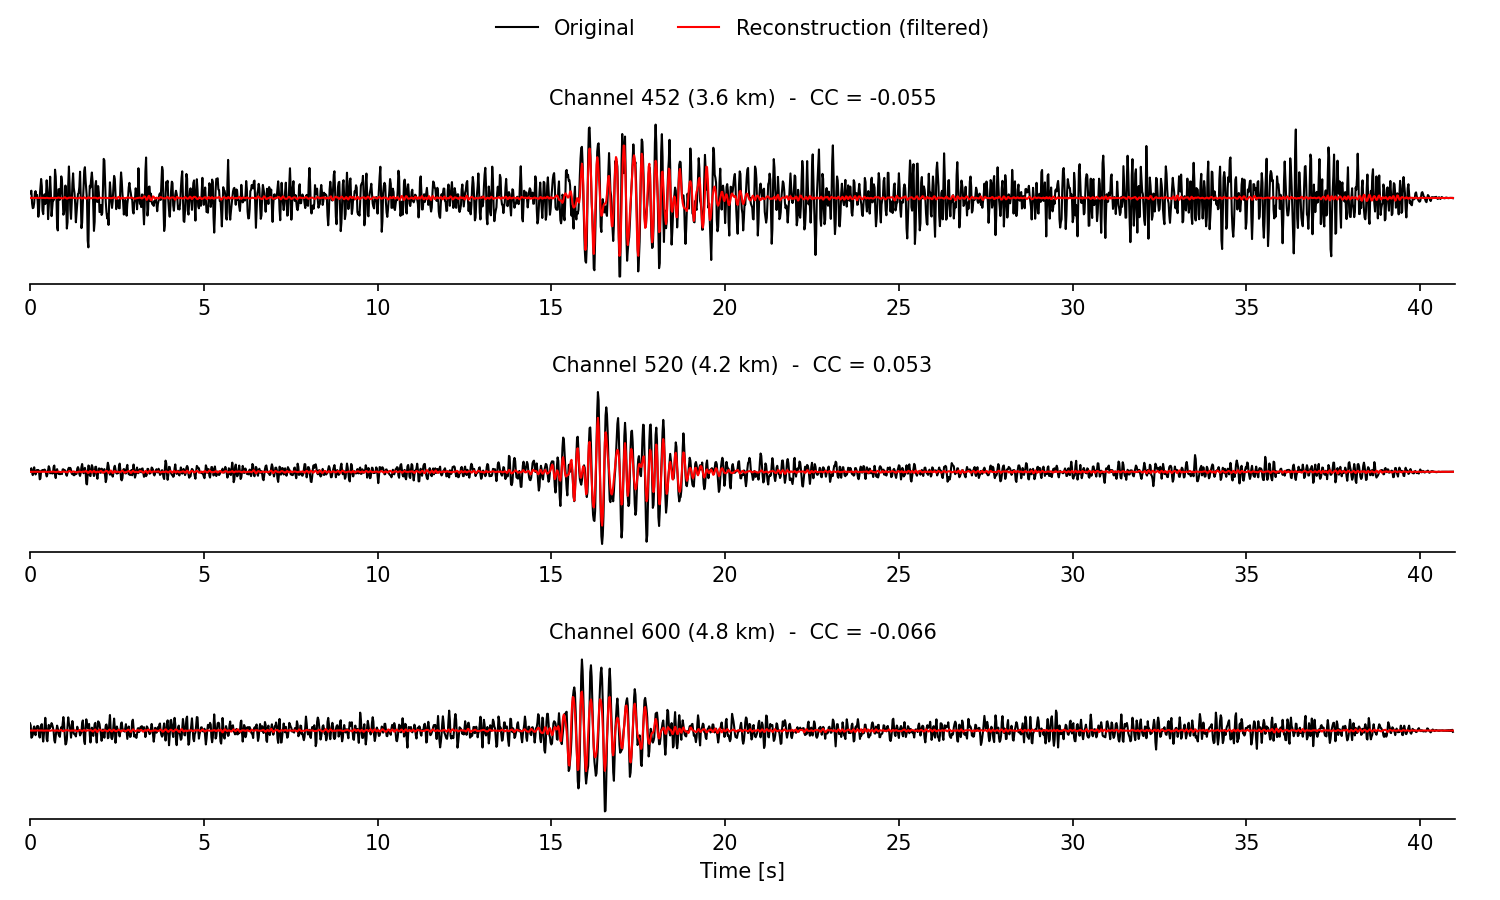 Original Reconstruction (filtered)
Channel 452 (3.6 km) - CC = -0.055
0 5 10 15 20 25 30 35 40
Channel 520 (4.2 km) - CC = 0.053
0 5 10 15 20 25 30 35 40
Channel 600 (4.8 km) - CC = -0.066
0 5 10 15 20 25 30 35 40
Time [s]